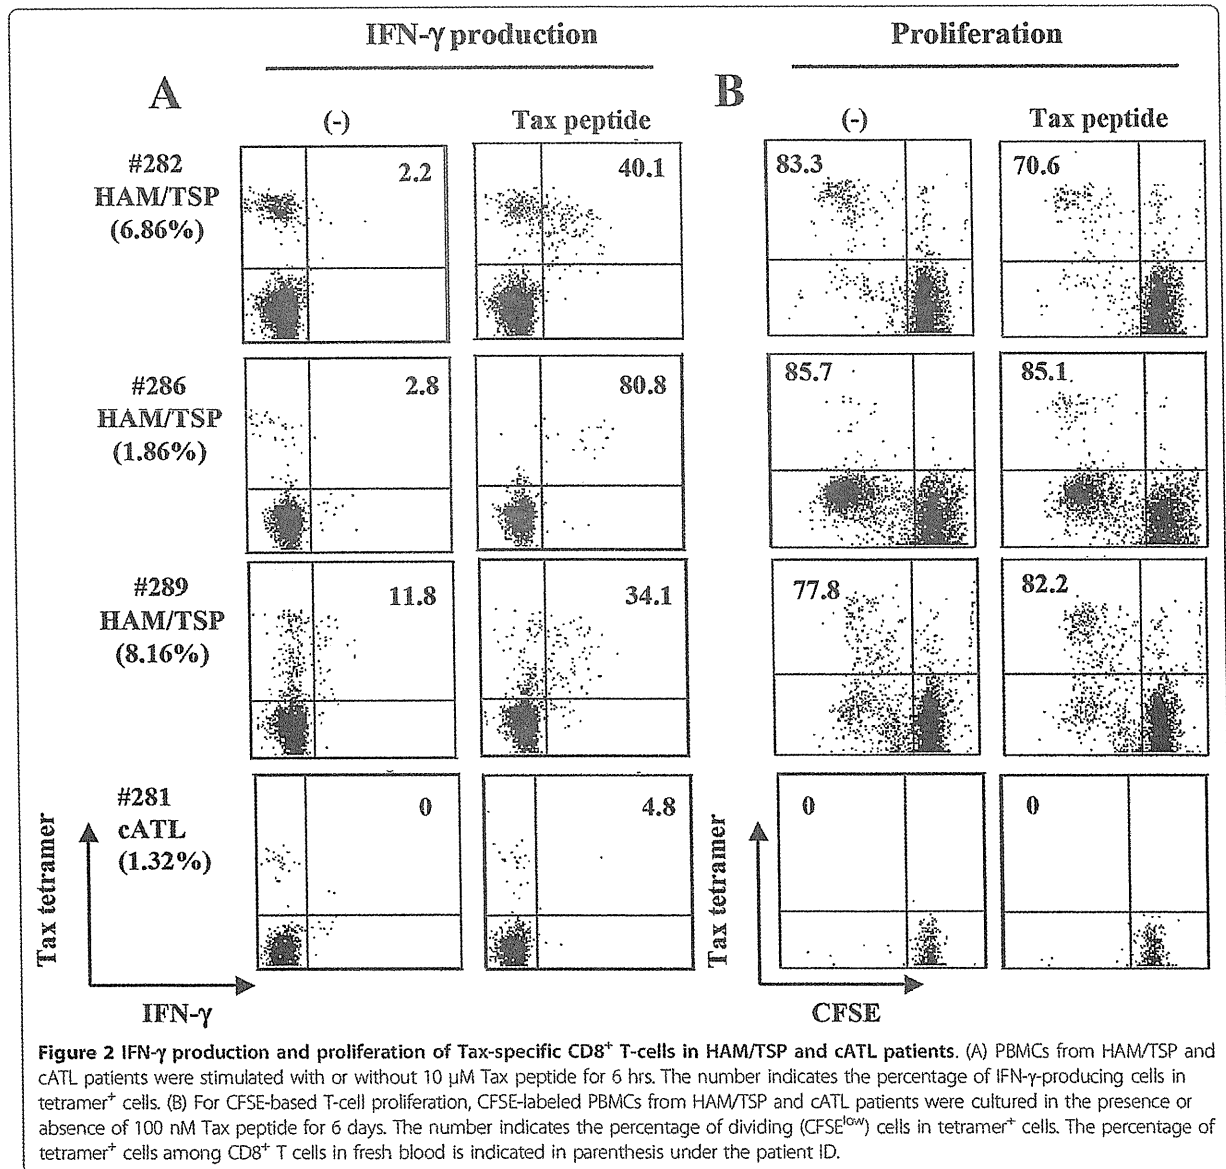 IFN-γ production
Proliferation
A
B
(-)
Tax peptide
(-)
Tax peptide
#282
HAM/TSP
(6.86%)
2.2
40.1
83.3
70.6
#286
HAM/TSP
(1.86%)
2.8
80.8
85.7
85.1
#289
HAM/TSP
(8.16%)
11.8
34.1
77.8
82.2
#281
cATL
(1.32%)
0
4.8
0
0
Tax tetramer
IFN-γ
Tax tetramer
CFSE
Figure 2 IFN-γ production and proliferation of Tax-specific CD8⁺ T-cells in HAM/TSP and cATL patients. (A) PBMCs from HAM/TSP and
cATL patients were stimulated with or without 10 μM Tax peptide for 6 hrs. The number indicates the percentage of IFN-γ-producing cells in
tetramer⁺ cells. (B) For CFSE-based T-cell proliferation, CFSE-labeled PBMCs from HAM/TSP and cATL patients were cultured in the presence or
absence of 100 nM Tax peptide for 6 days. The number indicates the percentage of dividing (CFSEˡᵒʷ) cells in tetramer⁺ cells. The percentage of
tetramer⁺ cells among CD8⁺ T cells in fresh blood is indicated in parenthesis under the patient ID.